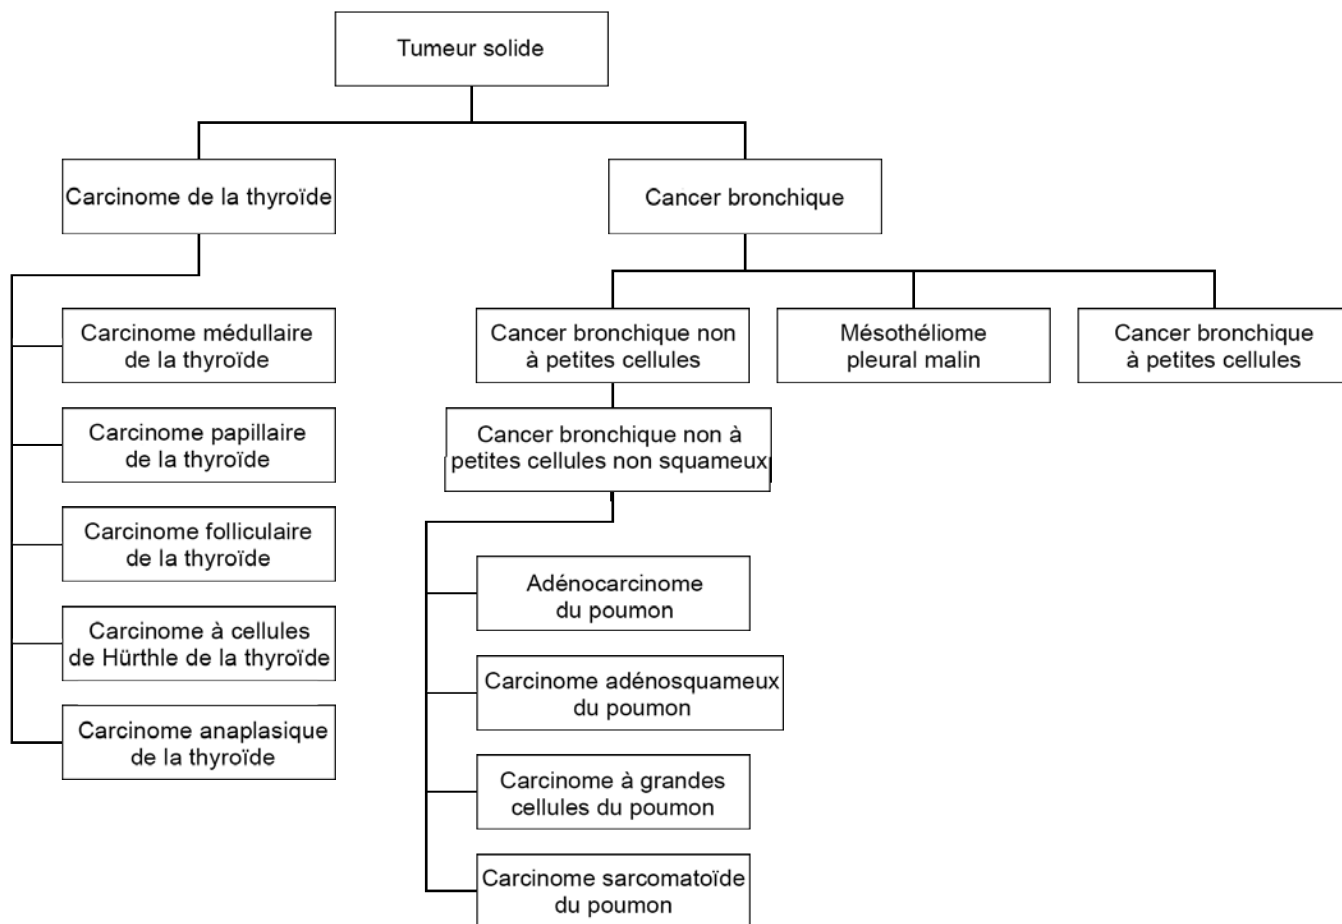 Tumeur solide
Carcinome de la thyroïde
Cancer bronchique
Carcinome médullaire
de la thyroïde
Carcinome papillaire
de la thyroïde
Carcinome folliculaire
de la thyroïde
Carcinome à cellules
de Hürthle de la thyroïde
Carcinome anaplasique
de la thyroïde
Cancer bronchique non
à petites cellules
Mésothéliome
pleural malin
Cancer bronchique
à petites cellules
Cancer bronchique non à
petites cellules non squameux
Adénocarcinome
du poumon
Carcinome adénosquameux
du poumon
Carcinome à grandes
cellules du poumon
Carcinome sarcomatoïde
du poumon